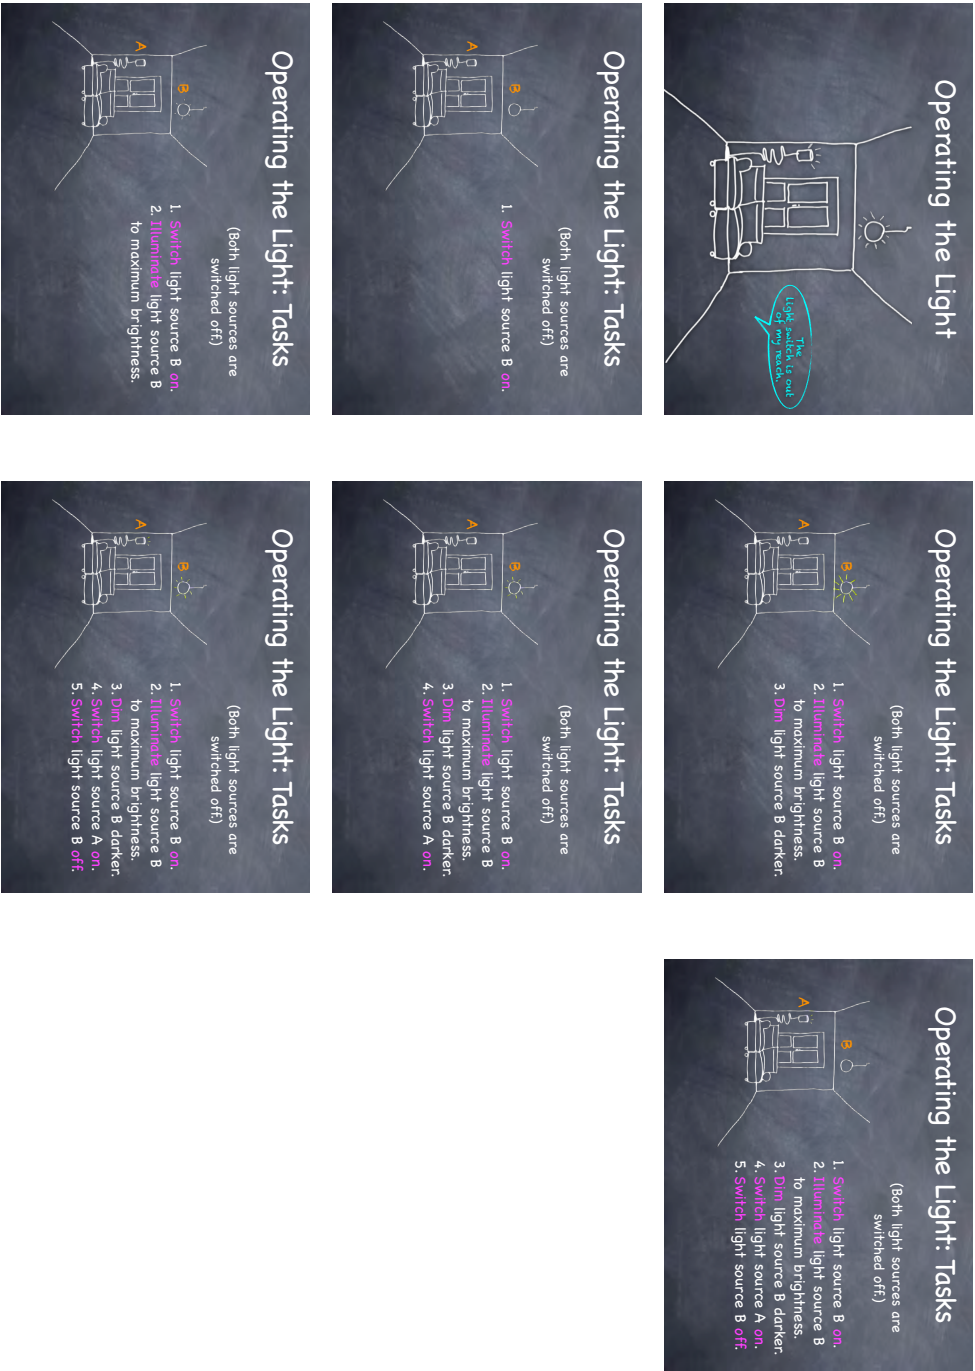 Operating the Light
The
Light switch is out
of my reach.
Operating the Light: Tasks
(Both light sources are
switched off.)
B
A
1. Switch light source B on.
Operating the Light: Tasks
(Both light sources are
switched off.)
B
A
1. Switch light source B on.
2. Illuminate light source B
to maximum brightness.
Operating the Light: Tasks
(Both light sources are
switched off.)
B
A
1. Switch light source B on.
2. Illuminate light source B
to maximum brightness.
3. Dim light source B darker.
Operating the Light: Tasks
(Both light sources are
switched off.)
B
A
1. Switch light source B on.
2. Illuminate light source B
to maximum brightness.
3. Dim light source B darker.
4. Switch light source A on.
Operating the Light: Tasks
(Both light sources are
switched off.)
B
A
1. Switch light source B on.
2. Illuminate light source B
to maximum brightness.
3. Dim light source B darker.
4. Switch light source A on.
5. Switch light source B off.
Operating the Light: Tasks
(Both light sources are
switched off.)
B
A
1. Switch light source B on.
2. Illuminate light source B
to maximum brightness.
3. Dim light source B darker.
4. Switch light source A on.
5. Switch light source B off.